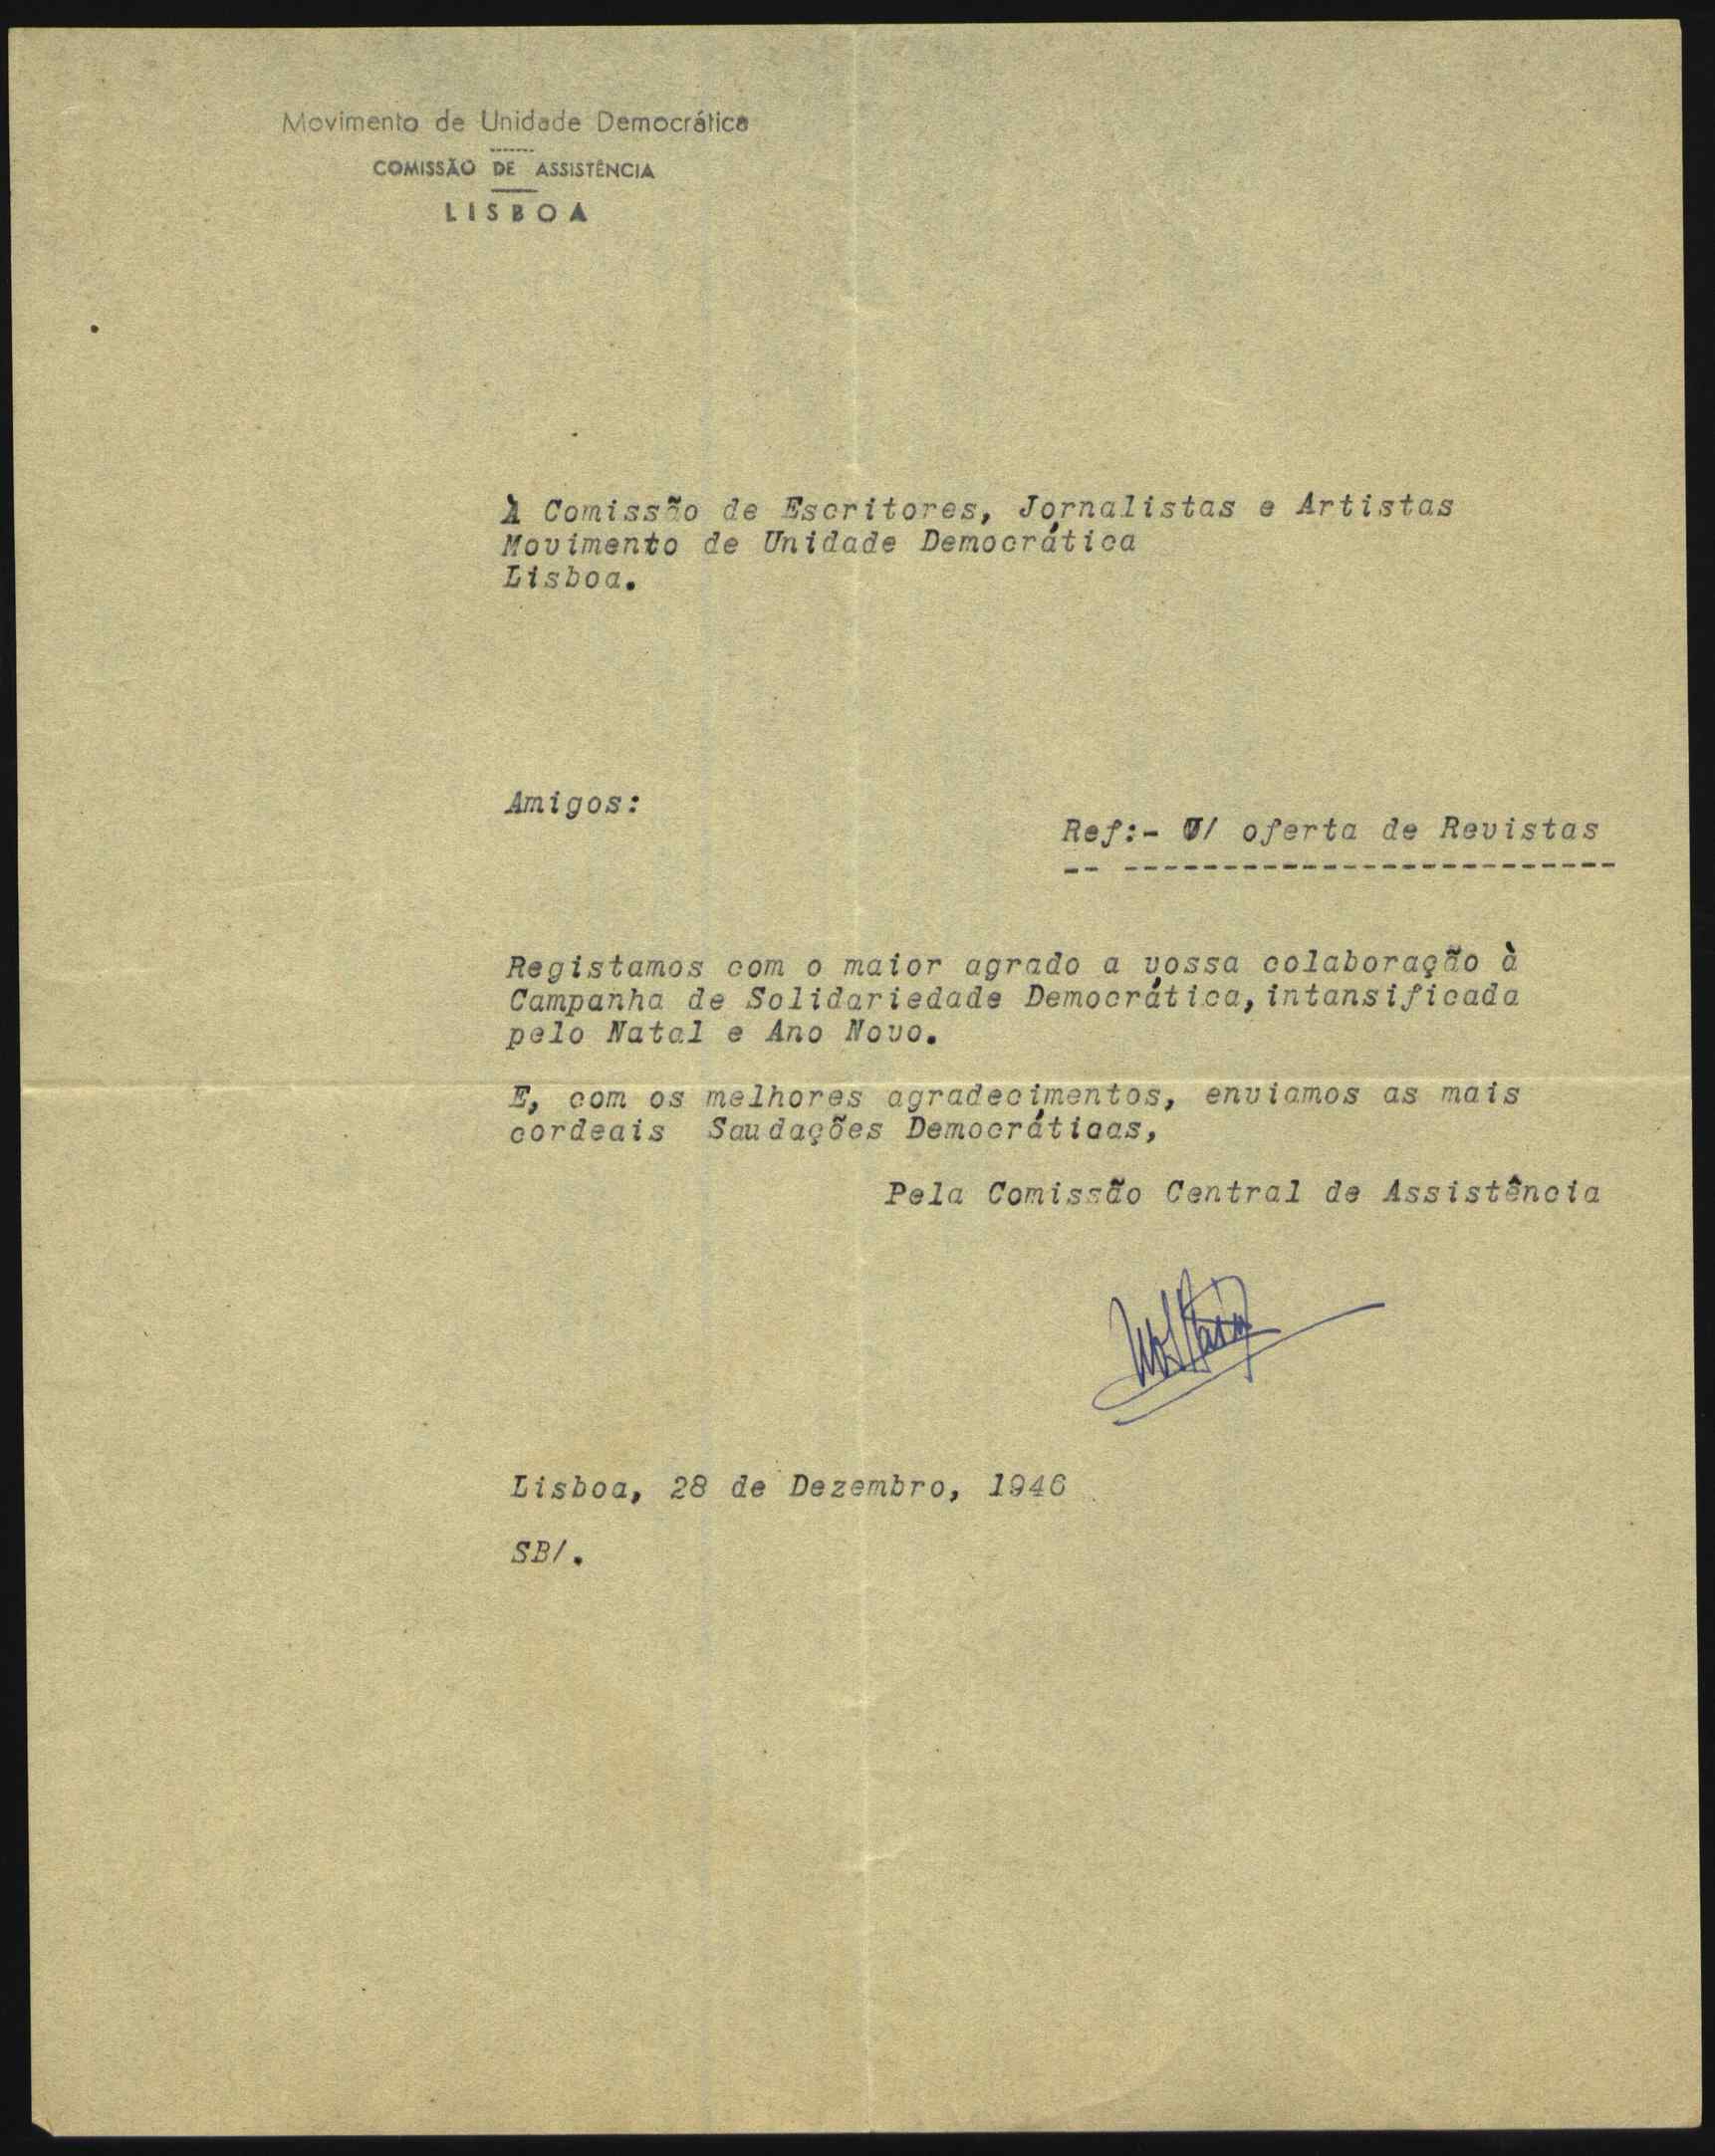 Movimento de Unidade Democrática
COMISSÃO DE ASSISTÊNCIA
LISBOA
À Comissão de Escritores, Jornalistas e Artistas
Movimento de Unidade Democrática
Lisboa.
Amigos:
Ref:- V/ oferta de Revistas
Registamos com o maior agrado a vossa colaboração à
Campanha de Solidariedade Democrática, intansificada
pelo Natal e Ano Novo.
E, com os melhores agradecimentos, enviamos as mais
cordeais Saudações Democráticas,
Pela Comissão Central de Assistência
Lisboa, 28 de Dezembro, 1946
SB/.